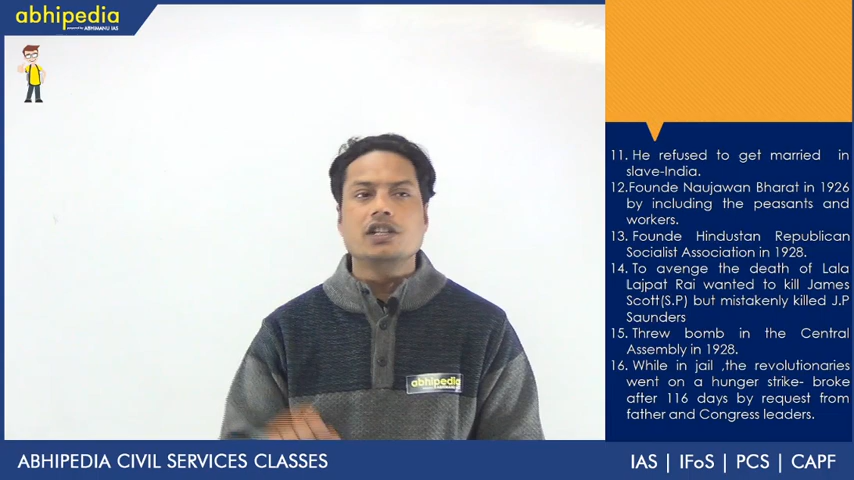 abhipedia
powered by ABHIMANU IAS
11. He refused to get married in
slave-India.
12.Founde Naujawan Bharat in 1926
by including the peasants and
workers.
13. Founde Hindustan Republican
Socialist Association in 1928.
14. To avenge the death of Lala
Lajpat Rai wanted to kill James
Scott(S.P) but mistakenly killed J.P
Saunders
15. Threw bomb in the Central
Assembly in 1928.
16. While in jail ,the revolutionaries
went on a hunger strike- broke
after 116 days by request from
father and Congress leaders.
abhipedia
ABHIPEDIA CIVIL SERVICES CLASSES
IAS | IFoS | PCS | CAPF